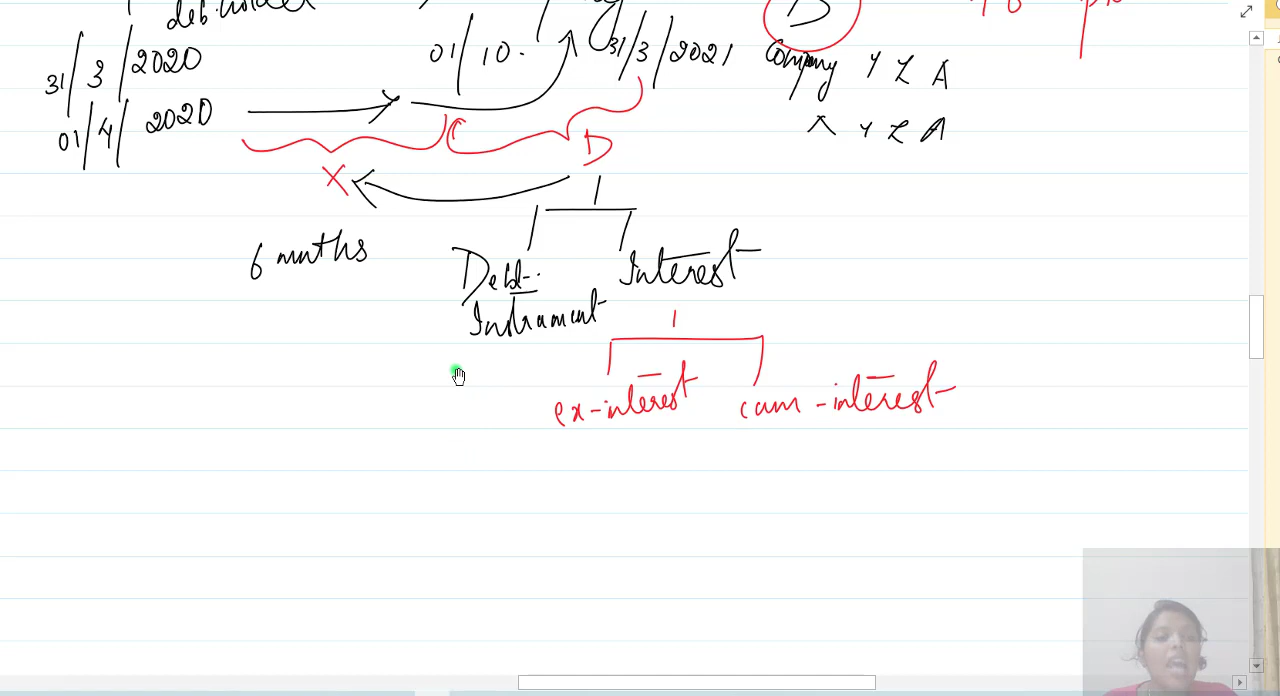 deb. holder
31/3/2020 01/10. 31/3/2021 Company Y Z A
01/4/2020 X Y Z A
D
X
6 months Debt Interest
Instrument
ex-interest cum-interest